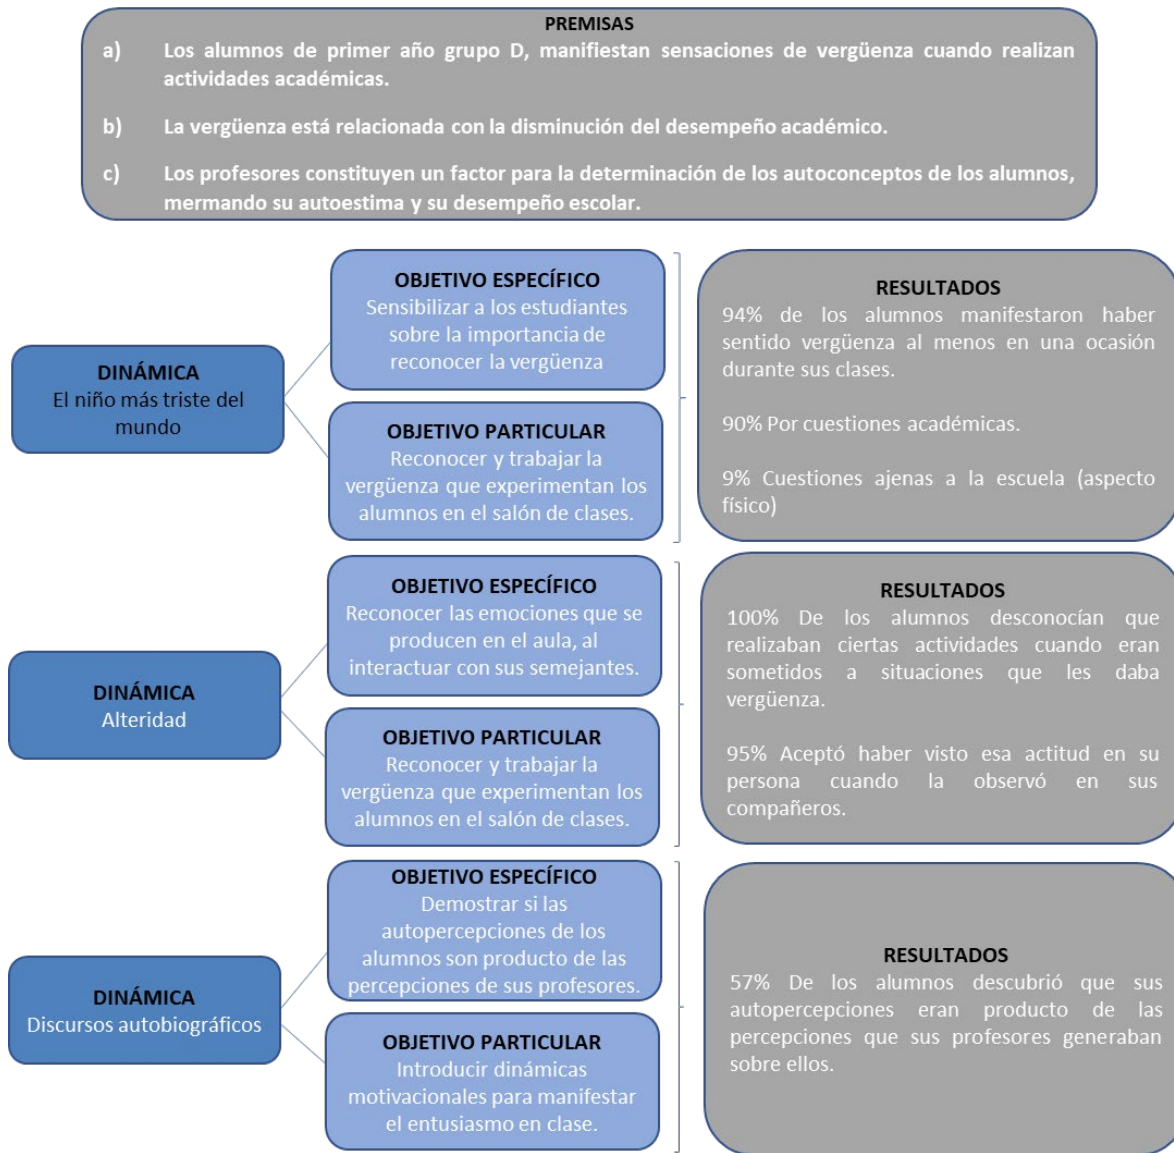 PREMISAS
a) Los alumnos de primer año grupo D, manifiestan sensaciones de vergüenza cuando realizan
actividades académicas.
b) La vergüenza está relacionada con la disminución del desempeño académico.
c) Los profesores constituyen un factor para la determinación de los autoconceptos de los alumnos,
mermando su autoestima y su desempeño escolar.
DINÁMICA
El niño más triste del
mundo
OBJETIVO ESPECÍFICO
Sensibilizar a los estudiantes
sobre la importancia de
reconocer la vergüenza
OBJETIVO PARTICULAR
Reconocer y trabajar la
vergüenza que experimentan los
alumnos en el salón de clases.
RESULTADOS
94% de los alumnos manifestaron haber
sentido vergüenza al menos en una ocasión
durante sus clases.
90% Por cuestiones académicas.
9% Cuestiones ajenas a la escuela (aspecto
físico)
DINÁMICA
Alteridad
OBJETIVO ESPECÍFICO
Reconocer las emociones que se
producen en el aula, al
interactuar con sus semejantes.
OBJETIVO PARTICULAR
Reconocer y trabajar la
vergüenza que experimentan los
alumnos en el salón de clases.
RESULTADOS
100% De los alumnos desconocían que
realizaban ciertas actividades cuando eran
sometidos a situaciones que les daba
vergüenza.
95% Aceptó haber visto esa actitud en su
persona cuando la observó en sus
compañeros.
DINÁMICA
Discursos autobiográficos
OBJETIVO ESPECÍFICO
Demostrar si las
autopercepciones de los
alumnos son producto de las
percepciones de sus profesores.
OBJETIVO PARTICULAR
Introducir dinámicas
motivacionales para manifestar
el entusiasmo en clase.
RESULTADOS
57% De los alumnos descubrió que sus
autopercepciones eran producto de las
percepciones que sus profesores generaban
sobre ellos.